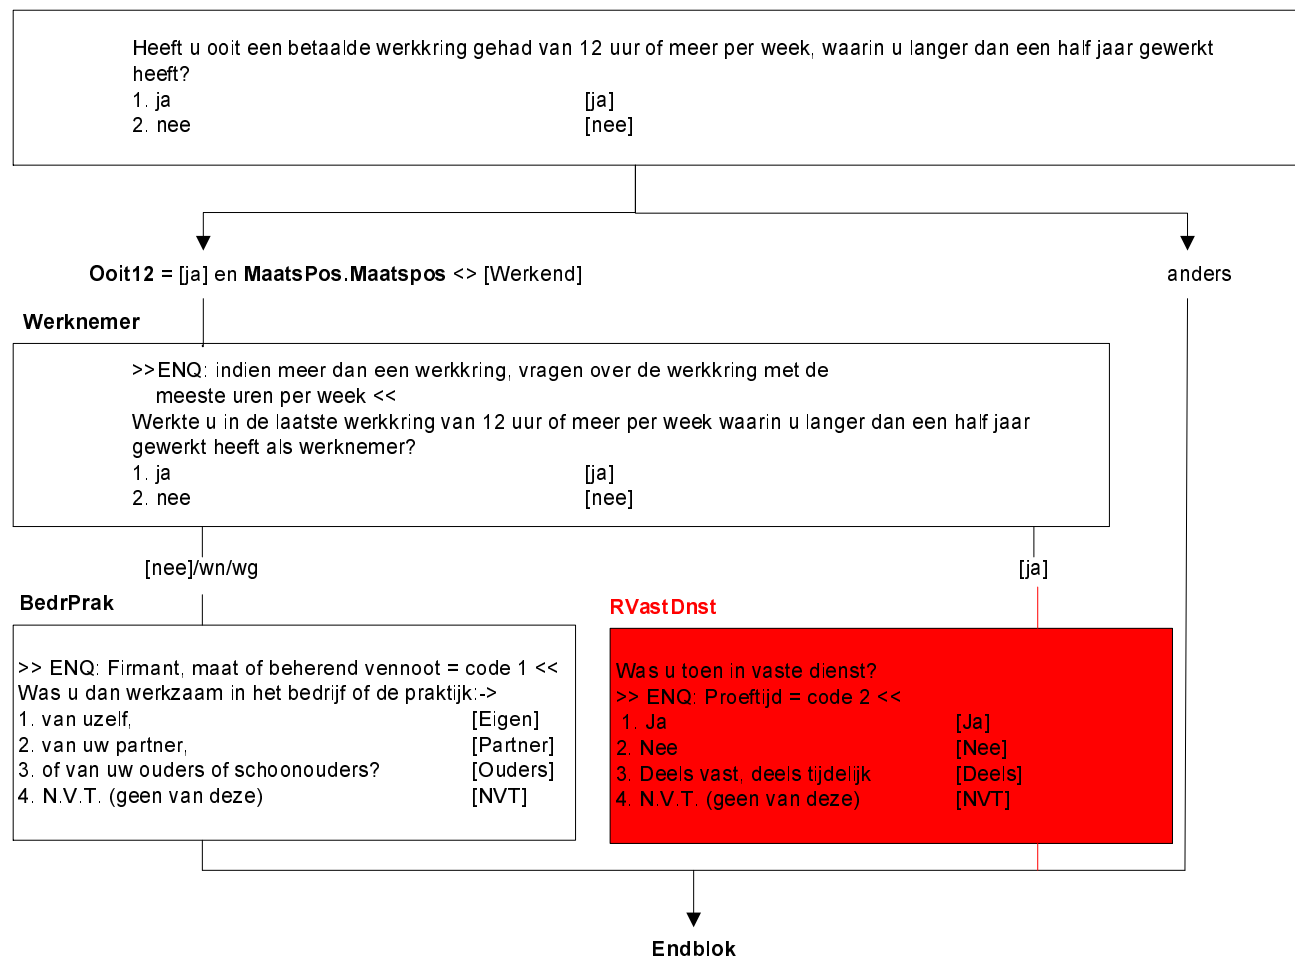 Heeft u ooit een betaalde werkkring gehad van 12 uur of meer per week, waarin u langer dan een half jaar gewerkt
heeft?
1. ja [ja]
2. nee [nee]
Ooit12 = [ja] en MaatsPos.Maatspos <> [Werkend]
anders
Werknemer
>>ENQ: indien meer dan een werkkring, vragen over de werkkring met de
meeste uren per week <<
Werkte u in de laatste werkkring van 12 uur of meer per week waarin u langer dan een half jaar
gewerkt heeft als werknemer?
1. ja [ja]
2. nee [nee]
[nee]/wn/wg
[ja]
BedrPrak
>> ENQ: Firmant, maat of beherend vennoot = code 1 <<
Was u dan werkzaam in het bedrijf of de praktijk:->
1. van uzelf, [Eigen]
2. van uw partner, [Partner]
3. of van uw ouders of schoonouders? [Ouders]
4. N.V.T. (geen van deze) [NVT]
RVastDnst
Was u toen in vaste dienst?
>> ENQ: Proeftijd = code 2 <<
1. Ja [Ja]
2. Nee [Nee]
3. Deels vast, deels tijdelijk [Deels]
4. N.V.T. (geen van deze) [NVT]
Endblok